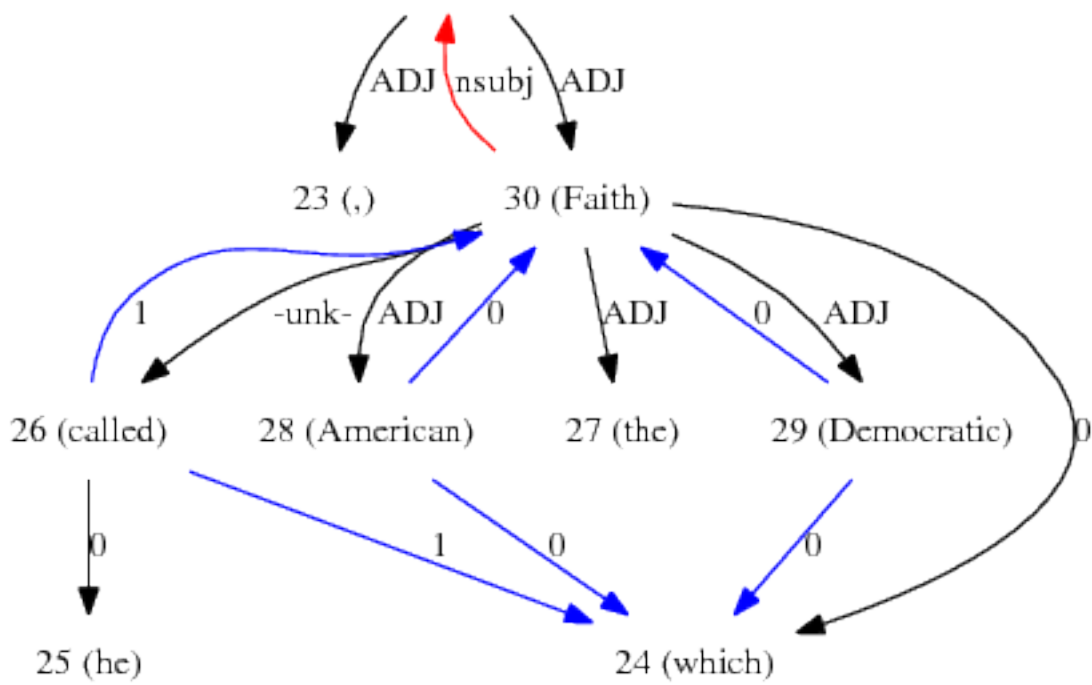 ADJ nsubj ADJ
23 (,) 30 (Faith)
1 -unk- ADJ 0 ADJ 0 ADJ
26 (called) 28 (American) 27 (the) 29 (Democratic) 0
0 1 0 0
25 (he) 24 (which)